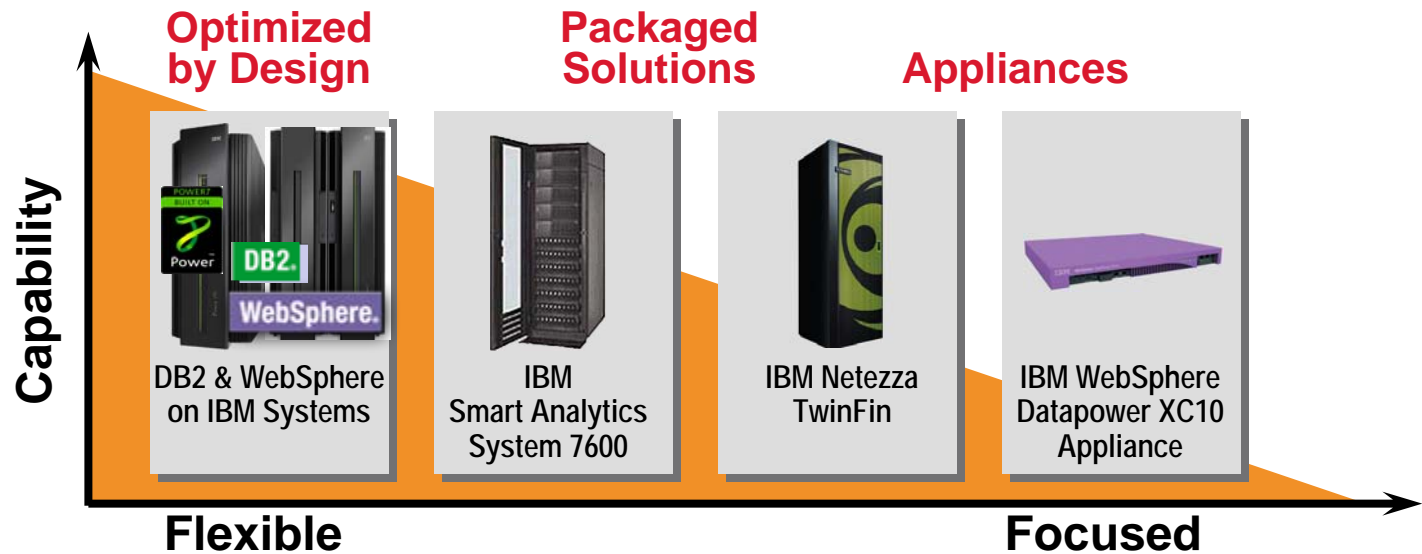 Optimized
by Design
Packaged
Solutions
Appliances
Capability
POWER7
BUILT ON
Power
DB2.
WebSphere.
DB2 & WebSphere
on IBM Systems
IBM
Smart Analytics
System 7600
IBM Netezza
TwinFin
IBM
IBM WebSphere
Datapower XC10
Appliance
Flexible
Focused